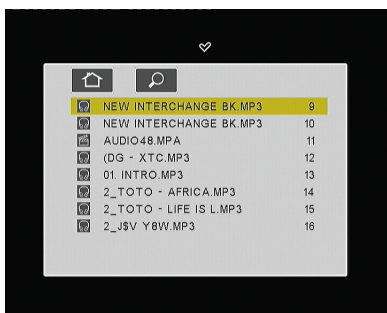 NEW INTERCHANGE BK.MP3 9
NEW INTERCHANGE BK.MP3 10
AUDIO48.MPA 11
(DG - XTC.MP3 12
01. INTRO.MP3 13
2_TOTO - AFRICA.MP3 14
2_TOTO - LIFE IS L.MP3 15
2_J$V Y8W.MP3 16